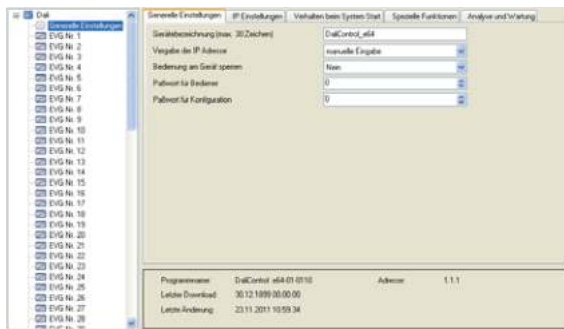 Dali
Generelle Einstellungen
EVG Nr. 1
EVG Nr. 2
EVG Nr. 3
EVG Nr. 4
EVG Nr. 5
EVG Nr. 6
EVG Nr. 7
EVG Nr. 8
EVG Nr. 9
EVG Nr. 10
EVG Nr. 11
EVG Nr. 12
EVG Nr. 13
EVG Nr. 14
EVG Nr. 15
EVG Nr. 16
EVG Nr. 17
EVG Nr. 18
EVG Nr. 19
EVG Nr. 20
EVG Nr. 21
EVG Nr. 22
EVG Nr. 23
EVG Nr. 24
EVG Nr. 25
EVG Nr. 26
EVG Nr. 27
EVG Nr. 28
Generelle Einstellungen IP Einstellungen Verhalten beim System Start Spezielle Funktionen Analyse und Wartung
Gerätebezeichnung (max. 30 Zeichen) DaliControl_e64
Vergabe der IP Adresse manuelle Eingabe
Bedienung am Gerät sperren Nein
Paßwort für Bediener 0
Paßwort für Konfiguration 0
Programmname: DaliControl e64-01-0110 Adresse 1.1.1
Letzter Download 30.12.1899 00:00:00
Letzte Änderung 23.11.2011 10:59:34